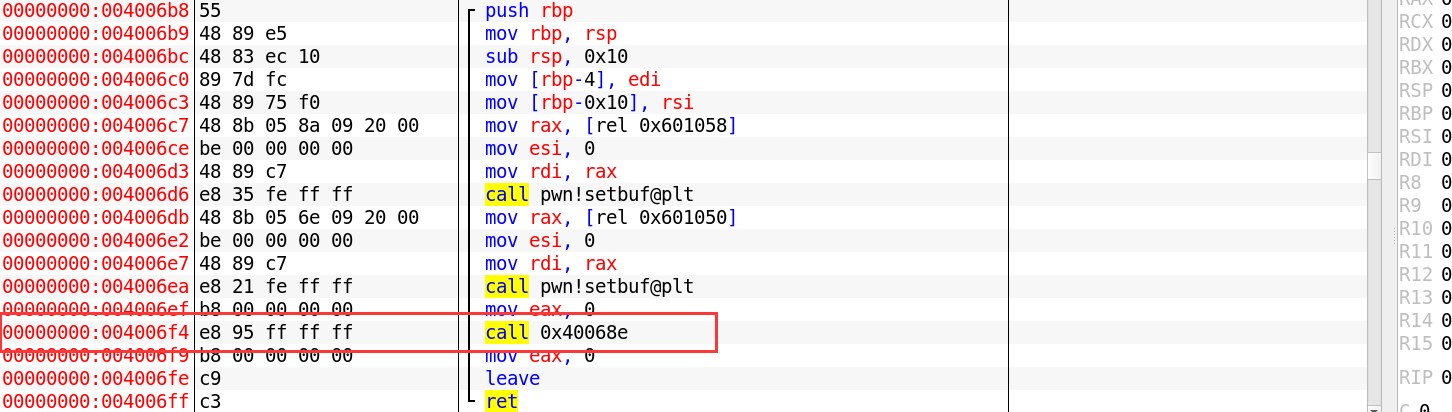 00000000:004006b8 55 push rbp
00000000:004006b9 48 89 e5 mov rbp, rsp
RCX 0
00000000:004006bc 48 83 ec 10 sub rsp, 0x10
RDX 0
00000000:004006c0 89 7d fc mov [rbp-4], edi
RBX 0
00000000:004006c3 48 89 75 f0 mov [rbp-0x10], rsi
RSP 0
00000000:004006c7 48 8b 05 8a 09 20 00 mov rax, [rel 0x601058]
RBP 0
00000000:004006ce be 00 00 00 00 mov esi, 0
RSI 0
00000000:004006d3 48 89 c7 mov rdi, rax
RDI 0
00000000:004006d6 e8 35 fe ff ff call pwn!setbuf@plt
R8 0
00000000:004006db 48 8b 05 6e 09 20 00 mov rax, [rel 0x601050]
R9 0
00000000:004006e2 be 00 00 00 00 mov esi, 0
R10 0
00000000:004006e7 48 89 c7 mov rdi, rax
R11 0
00000000:004006ea e8 21 fe ff ff call pwn!setbuf@plt
R12 0
00000000:004006ef b8 00 00 00 00 mov eax, 0
R13 0
00000000:004006f4 e8 95 ff ff ff call 0x40068e
R14 0
00000000:004006f9 b8 00 00 00 00 mov eax, 0
R15 0
00000000:004006fe c9 leave
RIP 0
00000000:004006ff c3 ret